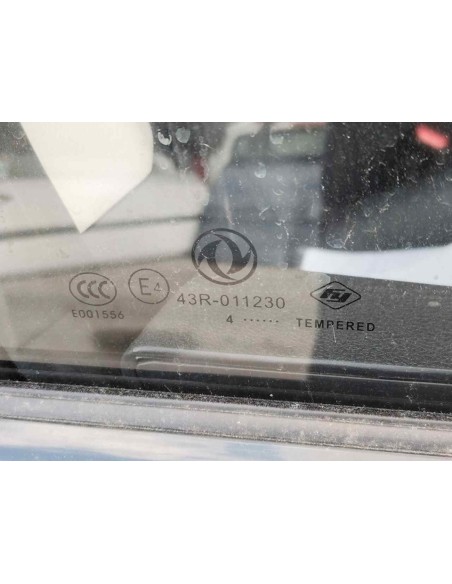 CCC E4 43R-011230
E001556 4 ...... TEMPERED